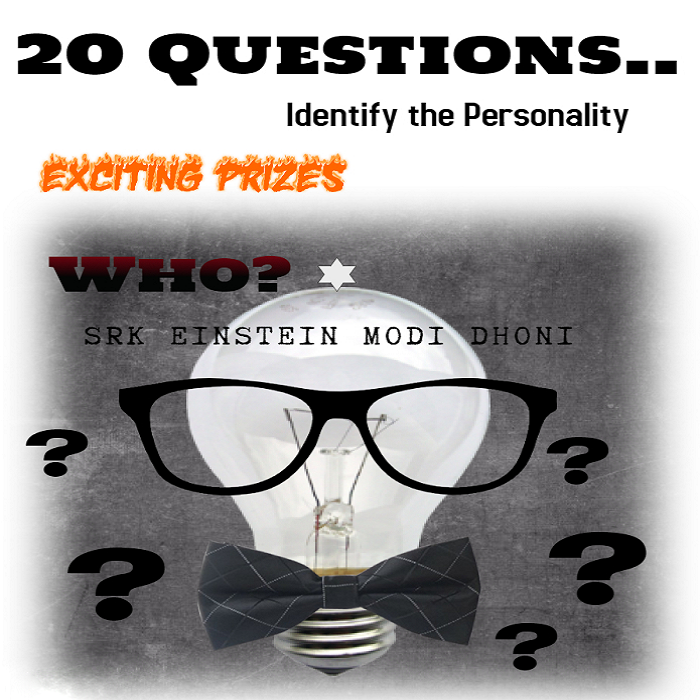 20 QUESTIONS..
Identify the Personality
EXCITING PRIZES
WHO?
SRK EINSTEIN MODI DHONI
? ?
? ?
?